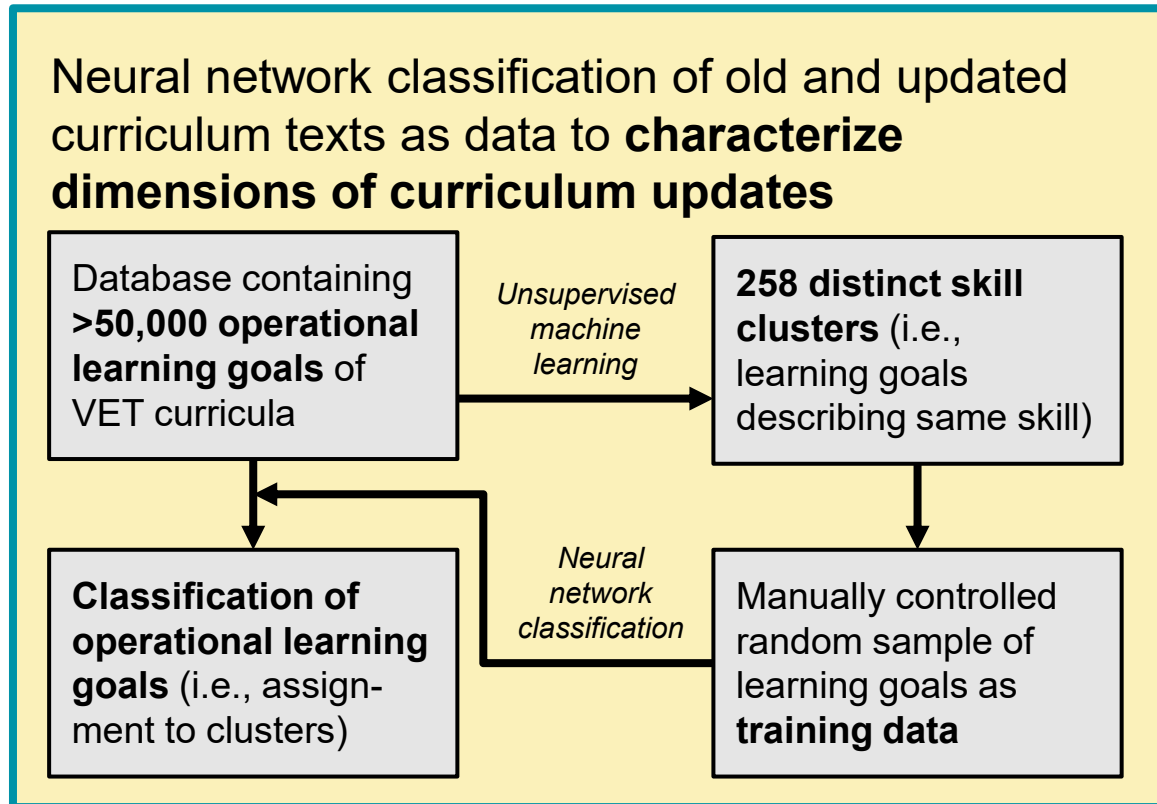 Neural network classification of old and updated
curriculum texts as data to characterize
dimensions of curriculum updates
Database containing
>50,000 operational
learning goals of
VET curricula
Unsupervised
machine
learning
258 distinct skill
clusters (i.e.,
learning goals
describing same skill)
Classification of
operational learning
goals (i.e., assign-
ment to clusters)
Neural
network
classification
Manually controlled
random sample of
learning goals as
training data